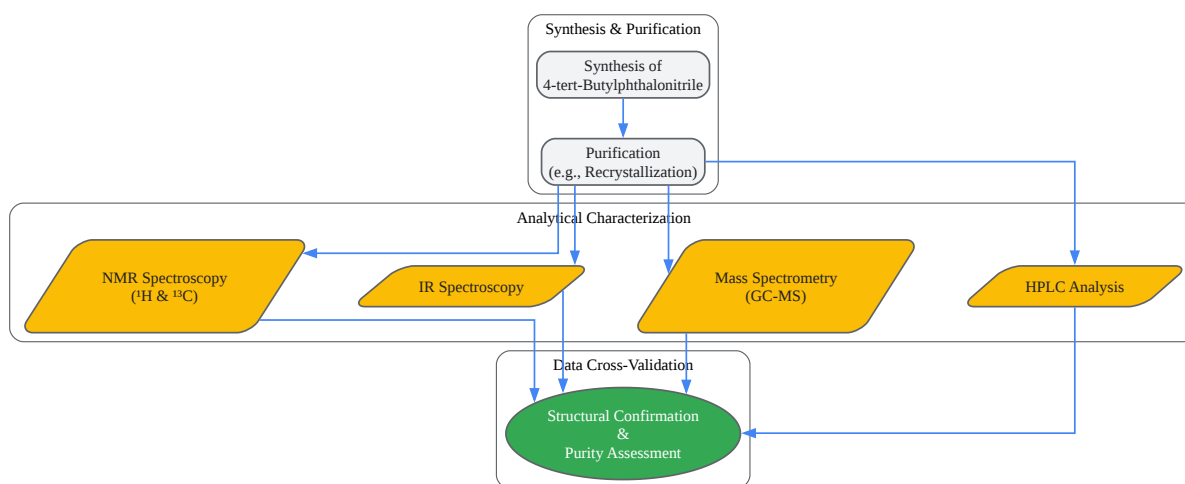 Synthesis & Purification
Synthesis of
4-tert-Butylphthalonitrile
Purification
(e.g., Recrystallization)
Analytical Characterization
NMR Spectroscopy
(¹H & ¹³C)
IR Spectroscopy
Mass Spectrometry
(GC-MS)
HPLC Analysis
Data Cross-Validation
Structural Confirmation
&
Purity Assessment